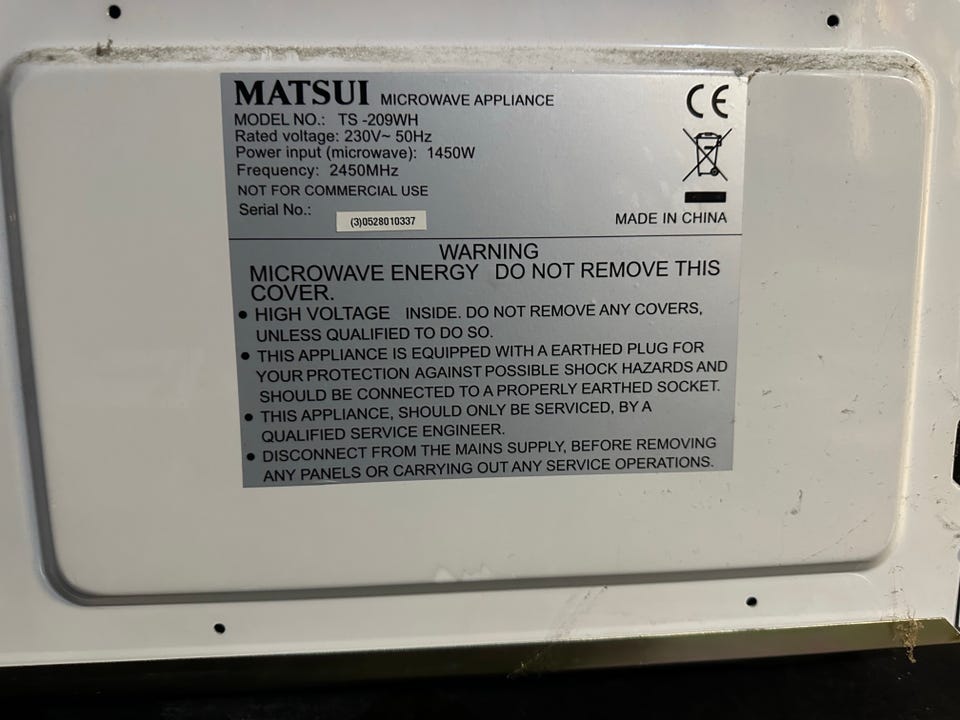 MATSUI MICROWAVE APPLIANCE
MODEL NO.: TS -209WH
Rated voltage: 230V~ 50Hz
Power input (microwave): 1450W
Frequency: 2450MHz
NOT FOR COMMERCIAL USE
Serial No.: (3)0528010337
CE
MADE IN CHINA
WARNING
MICROWAVE ENERGY DO NOT REMOVE THIS
COVER.
• HIGH VOLTAGE INSIDE. DO NOT REMOVE ANY COVERS,
UNLESS QUALIFIED TO DO SO.
• THIS APPLIANCE IS EQUIPPED WITH A EARTHED PLUG FOR
YOUR PROTECTION AGAINST POSSIBLE SHOCK HAZARDS AND
SHOULD BE CONNECTED TO A PROPERLY EARTHED SOCKET.
• THIS APPLIANCE, SHOULD ONLY BE SERVICED, BY A
QUALIFIED SERVICE ENGINEER.
• DISCONNECT FROM THE MAINS SUPPLY, BEFORE REMOVING
ANY PANELS OR CARRYING OUT ANY SERVICE OPERATIONS.